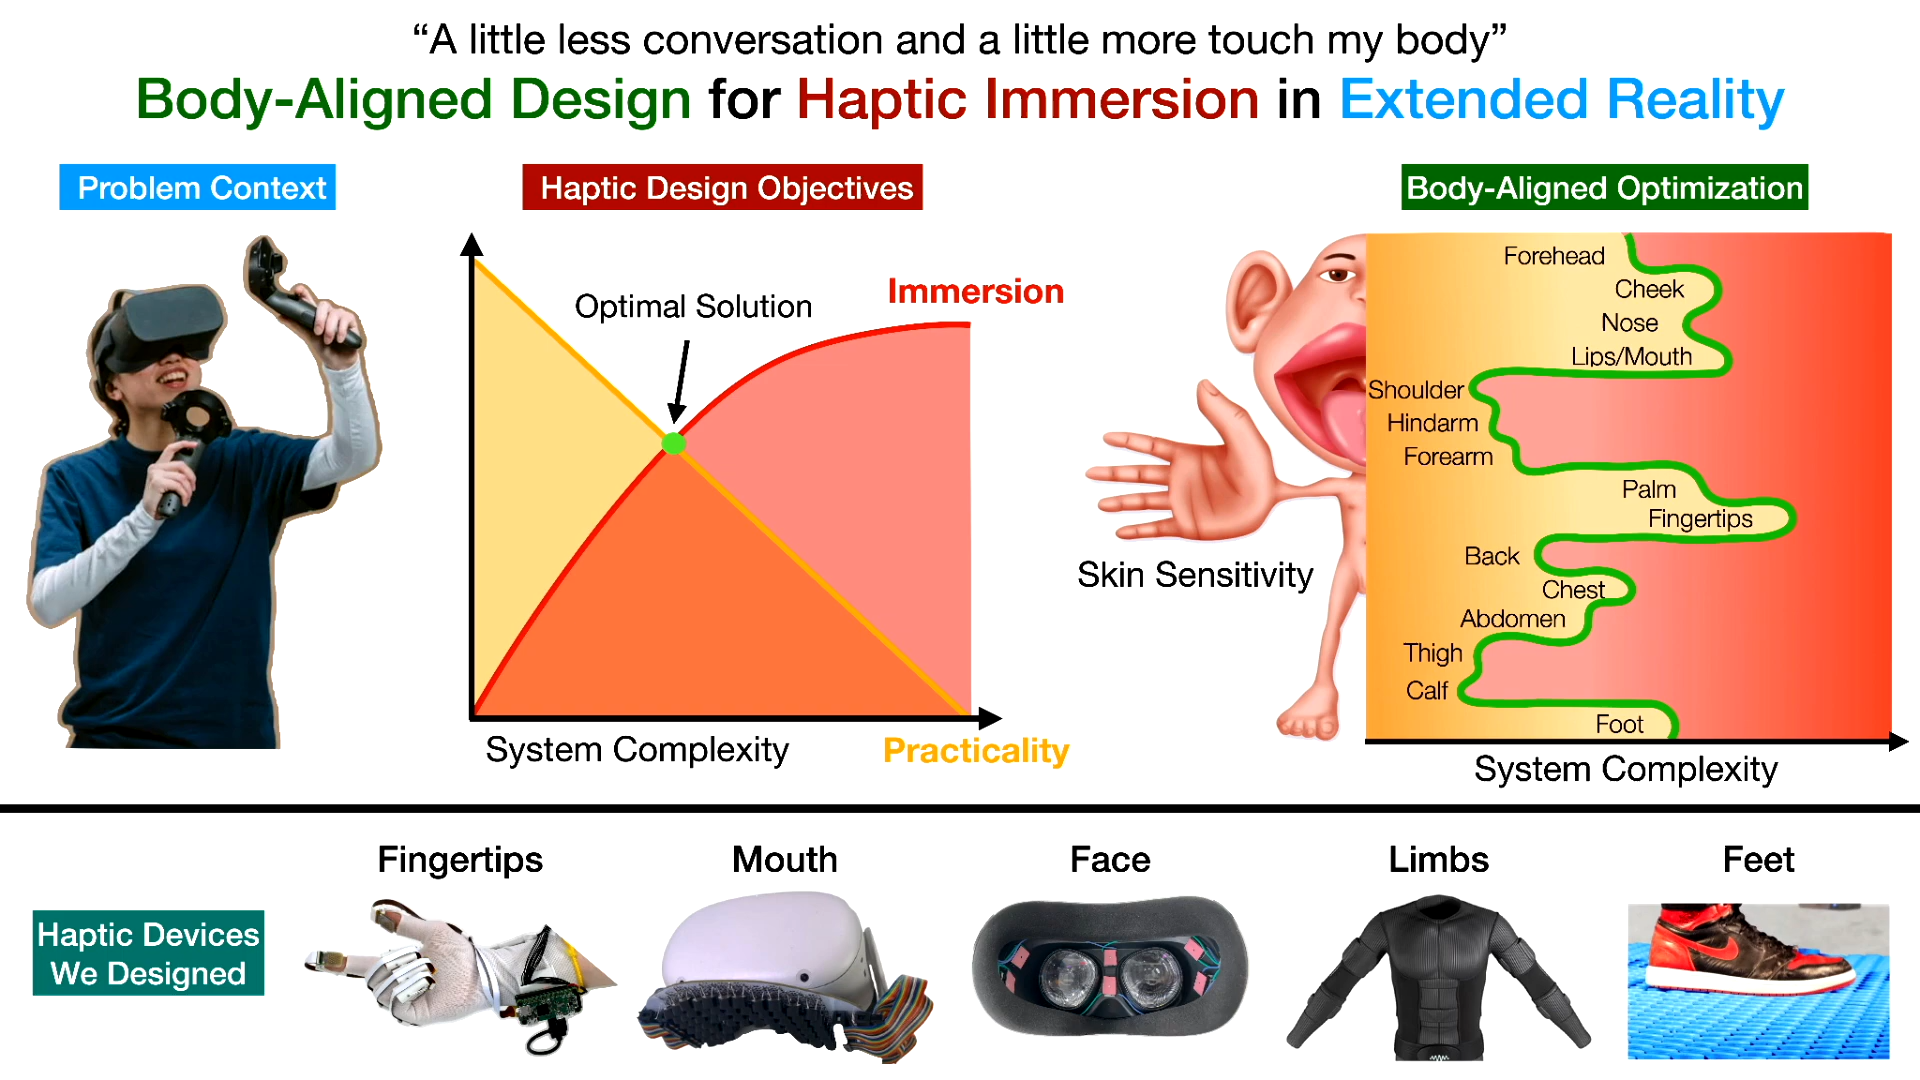 “A little less conversation and a little more touch my body”
Body-Aligned Design for Haptic Immersion in Extended Reality
Problem Context
Haptic Design Objectives
Optimal Solution
Immersion
System Complexity
Practicality
Body-Aligned Optimization
Skin Sensitivity
Forehead
Cheek
Nose
Lips/Mouth
Shoulder
Hindarm
Forearm
Palm
Fingertips
Back
Chest
Abdomen
Thigh
Calf
Foot
System Complexity
Haptic Devices
We Designed
Fingertips
Mouth
Face
Limbs
Feet